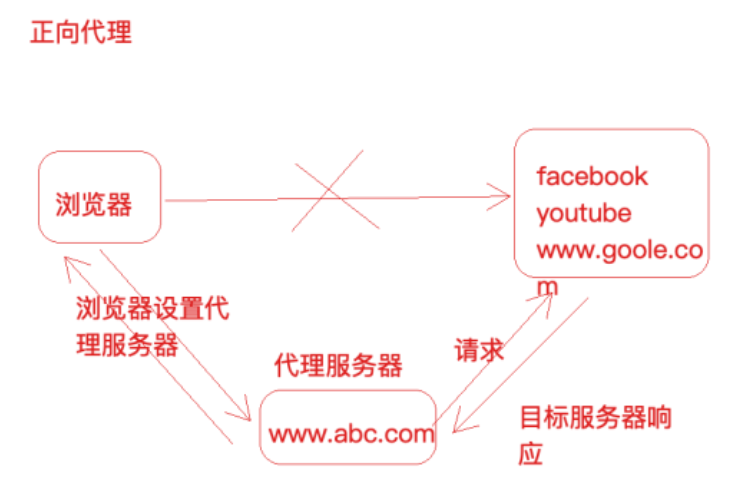 正向代理
浏览器
facebook
youtube
www.goole.co
m
浏览器设置代
理服务器
代理服务器
请求
www.abc.com
目标服务器响
应